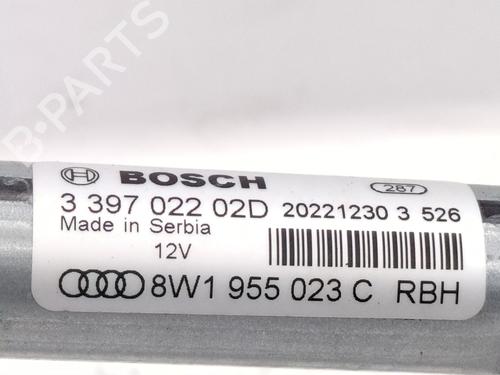 B-PARTS
BOSCH 287
3 397 022 02D 20221230 3 526
Made in Serbia
12V
8W1 955 023 C RBH